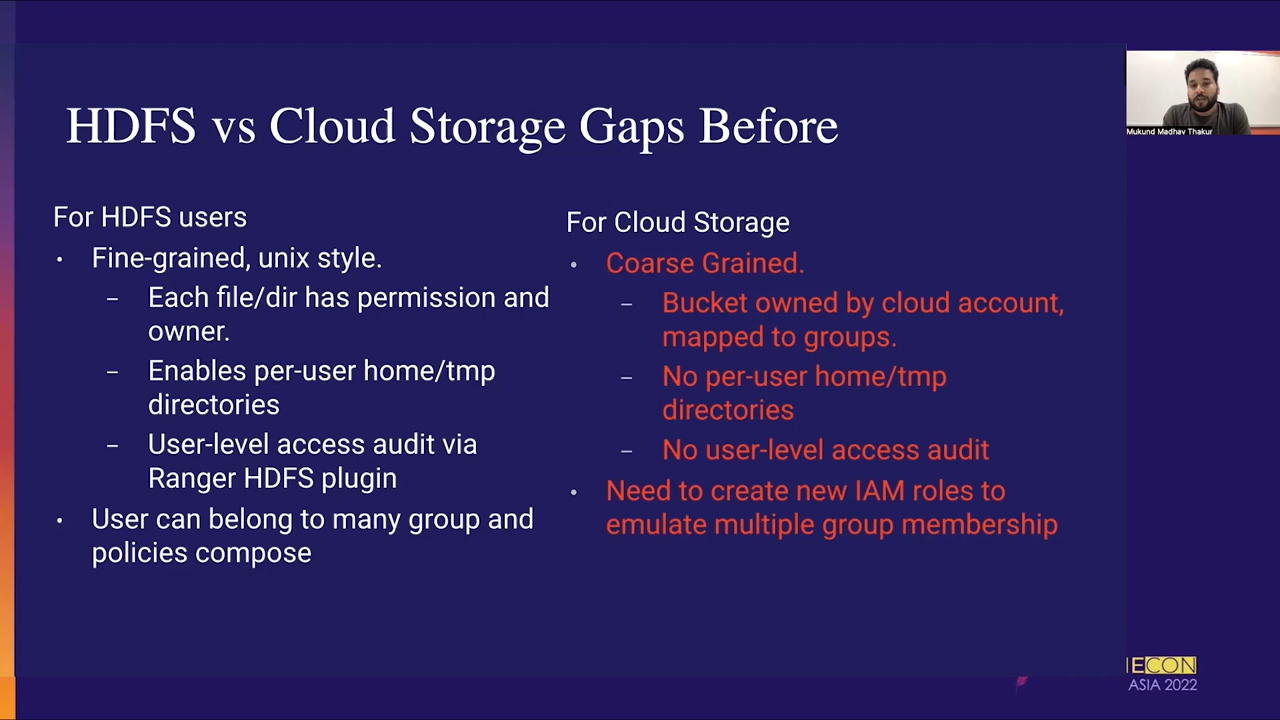 HDFS vs Cloud Storage Gaps Before
For HDFS users
• Fine-grained, unix style.
– Each file/dir has permission and
owner.
– Enables per-user home/tmp
directories
– User-level access audit via
Ranger HDFS plugin
• User can belong to many group and
policies compose
For Cloud Storage
• Coarse Grained.
– Bucket owned by cloud account,
mapped to groups.
– No per-user home/tmp
directories
– No user-level access audit
• Need to create new IAM roles to
emulate multiple group membership
Mukund Madhav Thakur
ECON
ASIA 2022